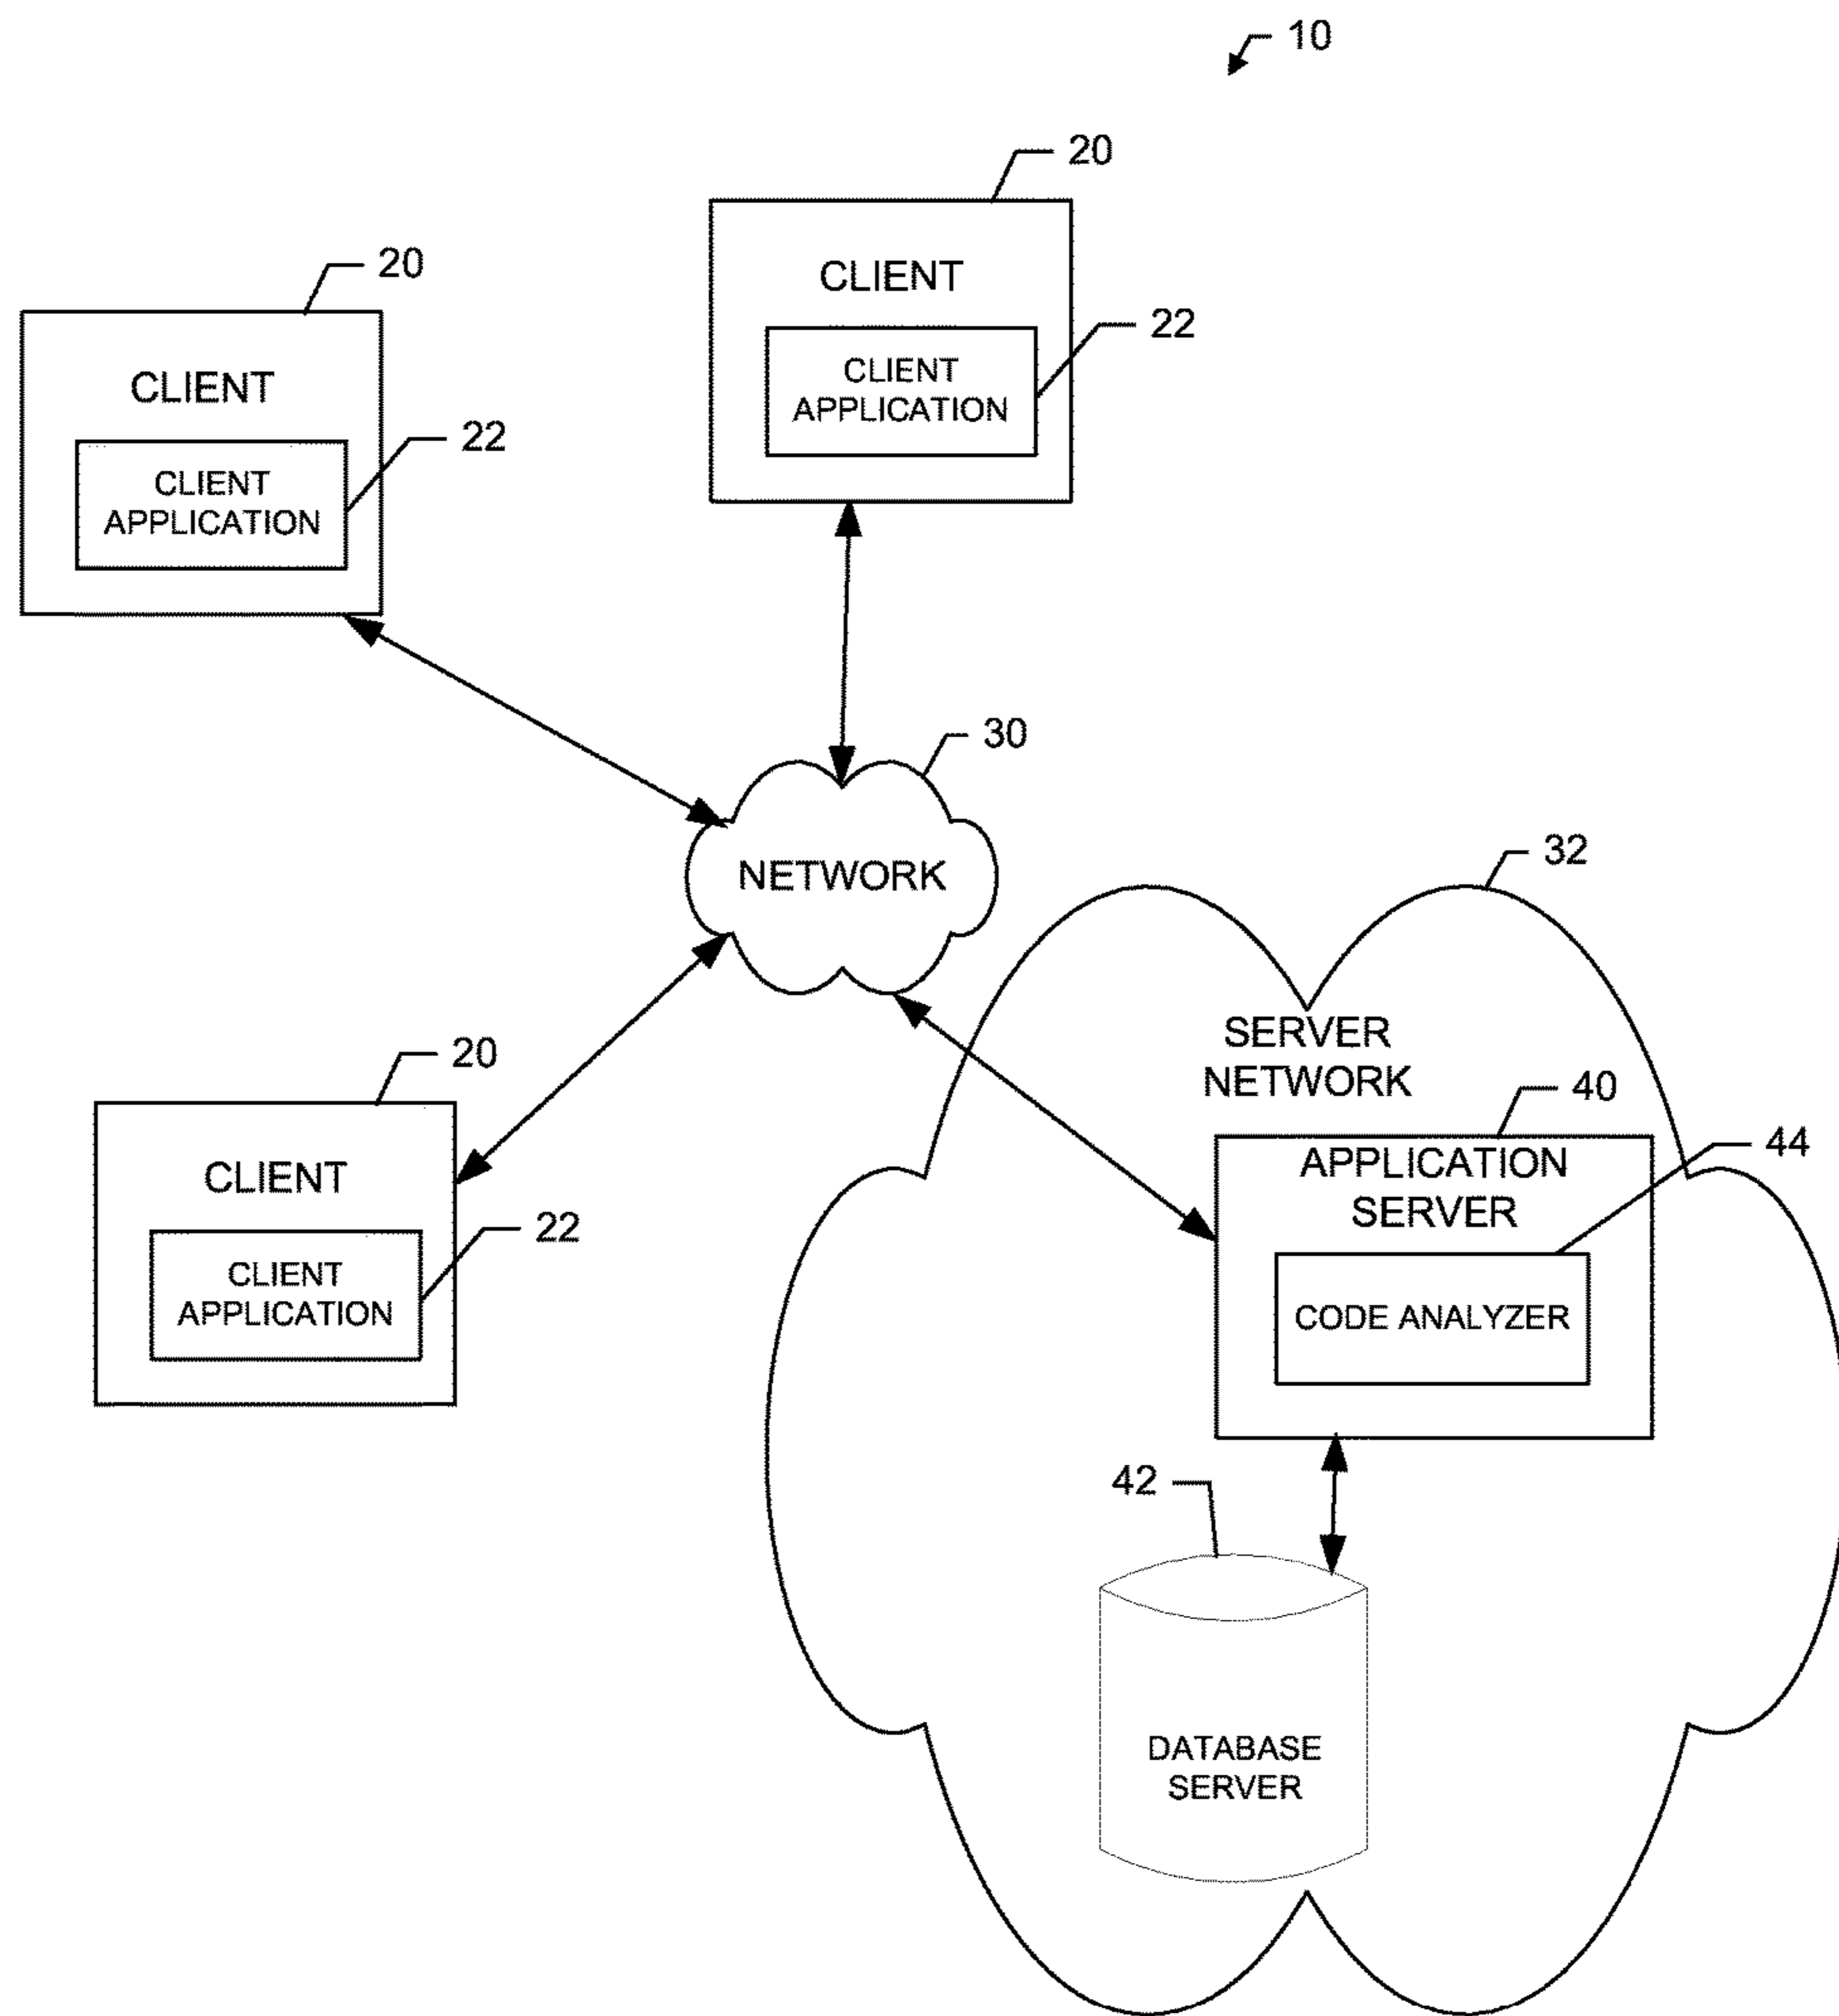 10
20
CLIENT
22
CLIENT
APPLICATION
20
CLIENT
22
CLIENT
APPLICATION
30
NETWORK
32
SERVER
NETWORK
20
CLIENT
22
CLIENT
APPLICATION
40
APPLICATION
SERVER
44
CODE ANALYZER
42
DATABASE
SERVER